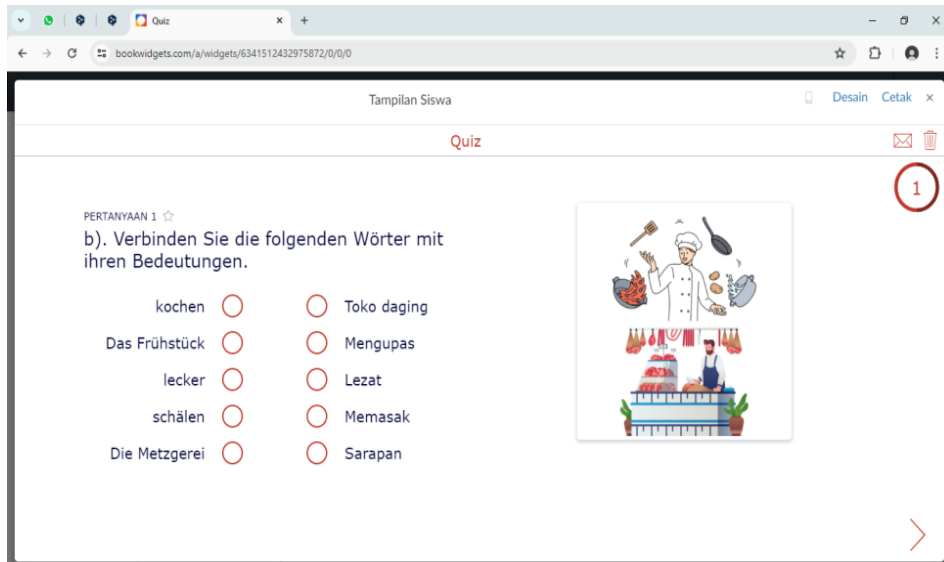 Quiz
bookwidgets.com/a/widgets/6341512432975872/0/0/0
Tampilan Siswa
Desain Cetak
Quiz
1
PERTANYAAN 1
b). Verbinden Sie die folgenden Wörter mit
ihren Bedeutungen.
kochen Toko daging
Das Frühstück Mengupas
lecker Lezat
schälen Memasak
Die Metzgerei Sarapan